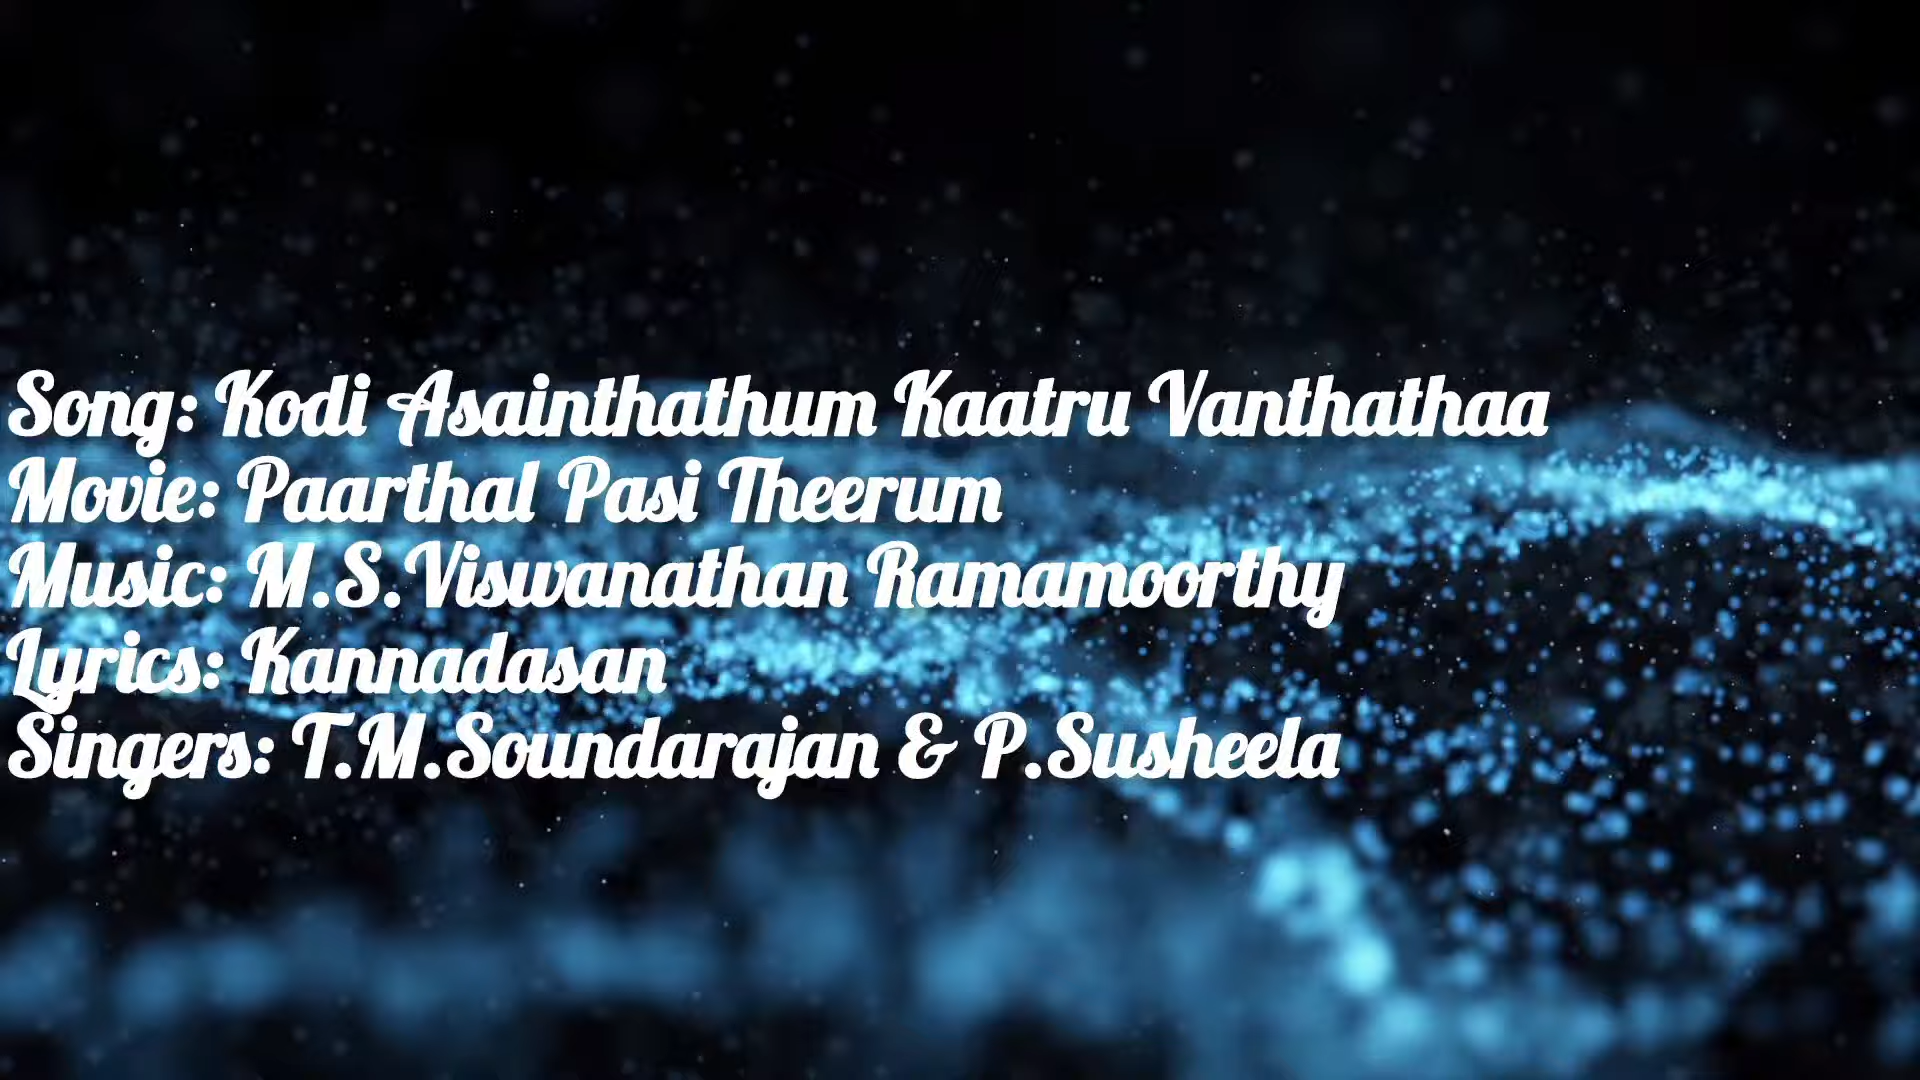 Song: Kodi Asainthathum Kaatru Vanthathaa
Movie: Paarthal Pasi Theerum
Music: M.S.Viswanathan Ramamoorthy
Lyrics: Kannadasan
Singers: T.M.Soundarajan & P.Susheela